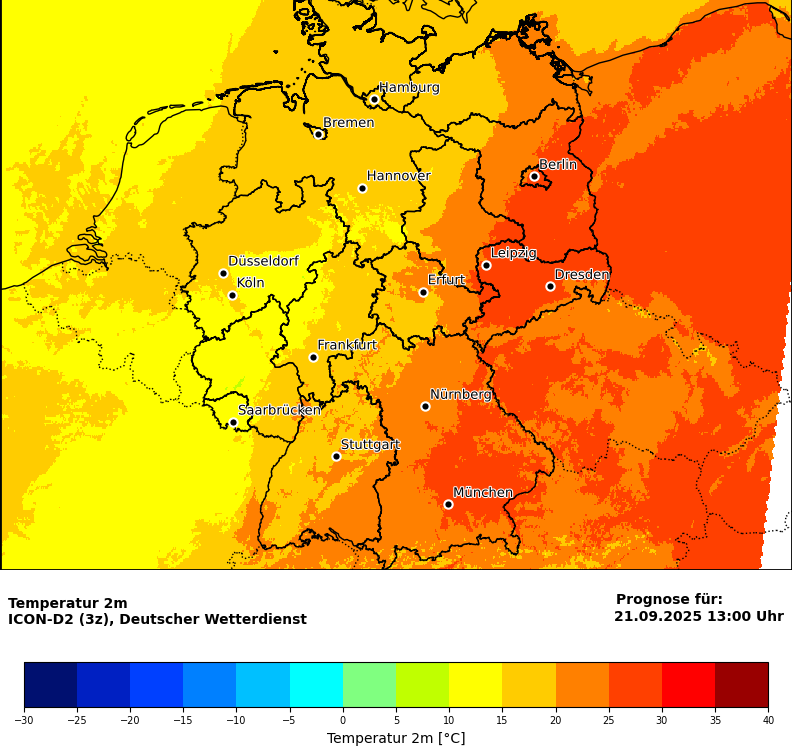 Hamburg
Bremen
Berlin
Hannover
Leipzig
Düsseldorf
Dresden
Köln
Erfurt
Frankfurt
Nürnberg
Saarbrücken
Stuttgart
München
Temperatur 2m
ICON-D2 (3z), Deutscher Wetterdienst
Prognose für:
21.09.2025 13:00 Uhr
−30 −25 −20 −15 −10 −5 0 5 10 15 20 25 30 35 40
Temperatur 2m [°C]